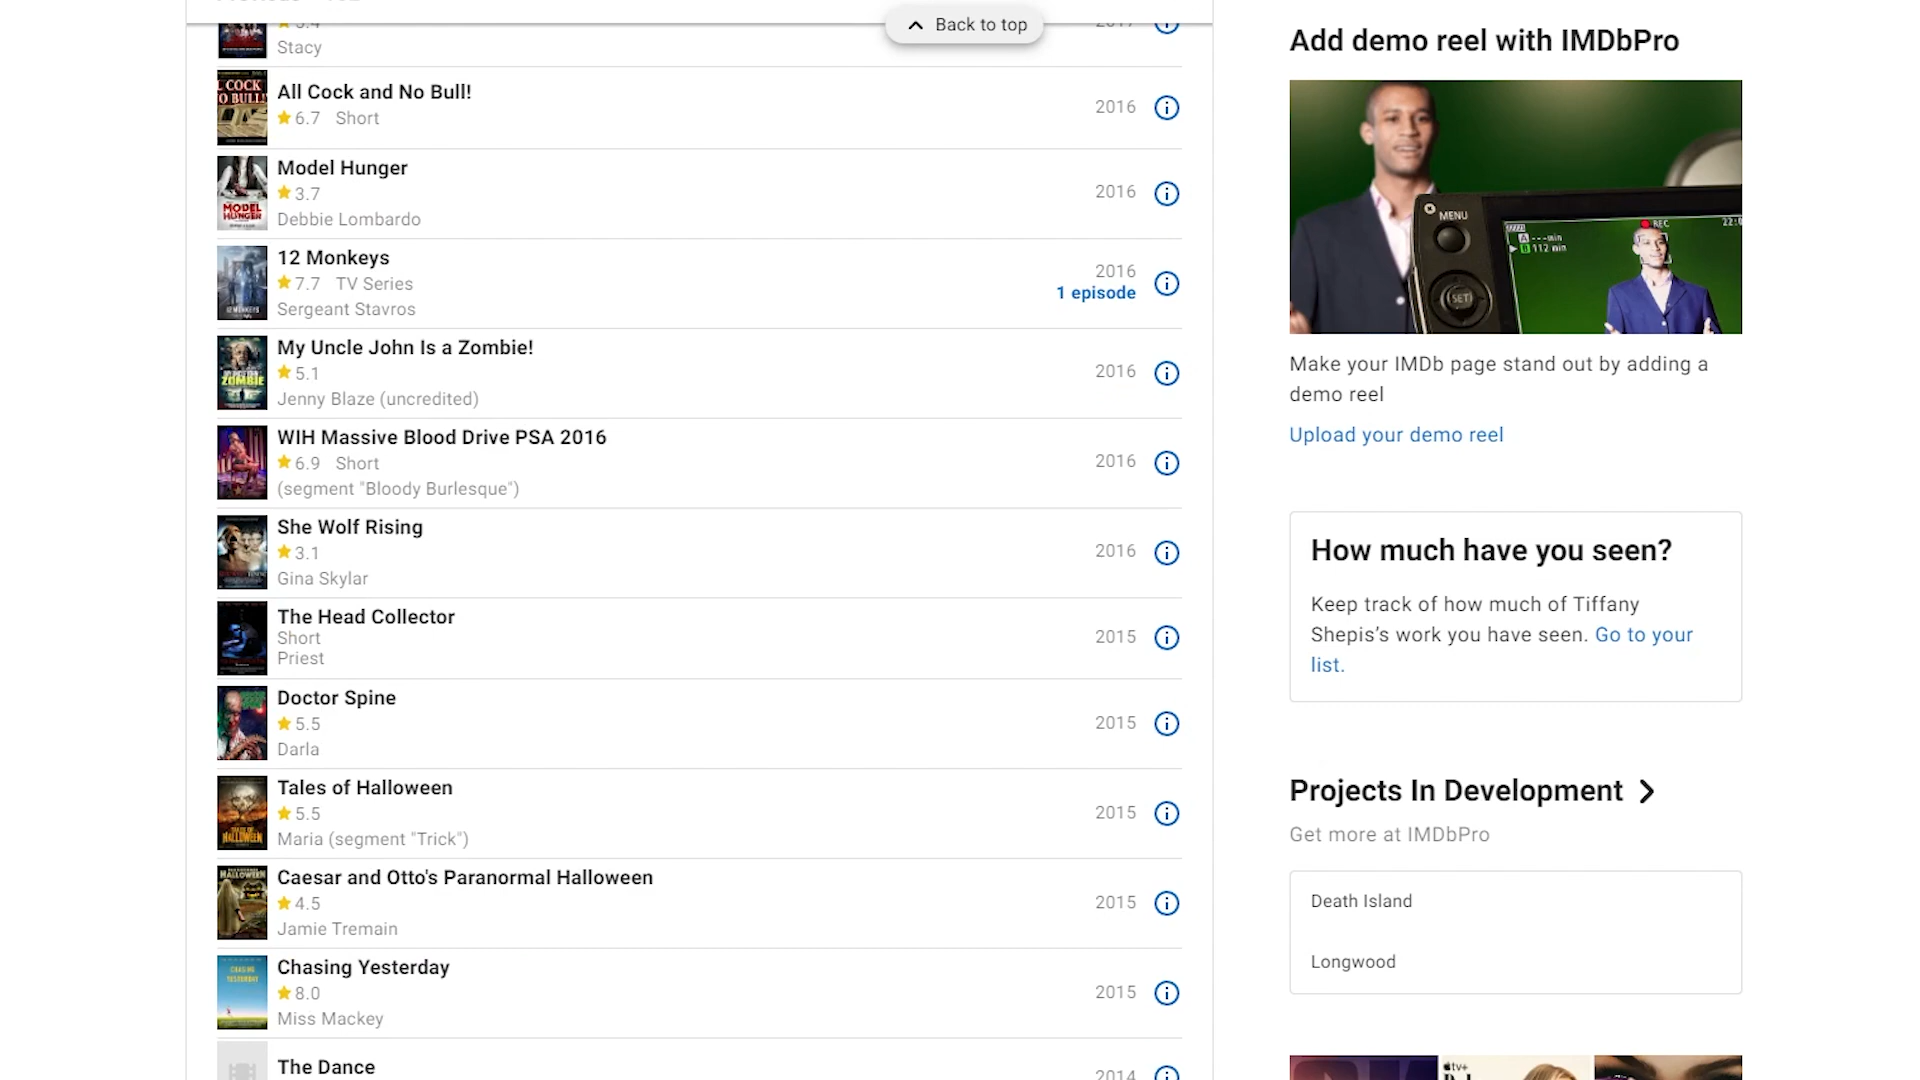 Back to top
Stacy
All Cock and No Bull!
6.7 Short
2016
Model Hunger
3.7
Debbie Lombardo
2016
12 Monkeys
7.7 TV Series
Sergeant Stavros
2016
1 episode
My Uncle John Is a Zombie!
5.1
Jenny Blaze (uncredited)
2016
WIH Massive Blood Drive PSA 2016
6.9 Short
(segment "Bloody Burlesque")
2016
She Wolf Rising
3.1
Gina Skylar
2016
The Head Collector
Short
Priest
2015
Doctor Spine
5.5
Darla
2015
Tales of Halloween
5.5
Maria (segment "Trick")
2015
Caesar and Otto's Paranormal Halloween
4.5
Jamie Tremain
2015
Chasing Yesterday
8.0
Miss Mackey
2015
The Dance
2014
Add demo reel with IMDbPro
MENU
REC
112 min
SET
Make your IMDb page stand out by adding a
demo reel
Upload your demo reel
How much have you seen?
Keep track of how much of Tiffany
Shepis’s work you have seen. Go to your
list.
Projects In Development
Get more at IMDbPro
Death Island
Longwood
tv+